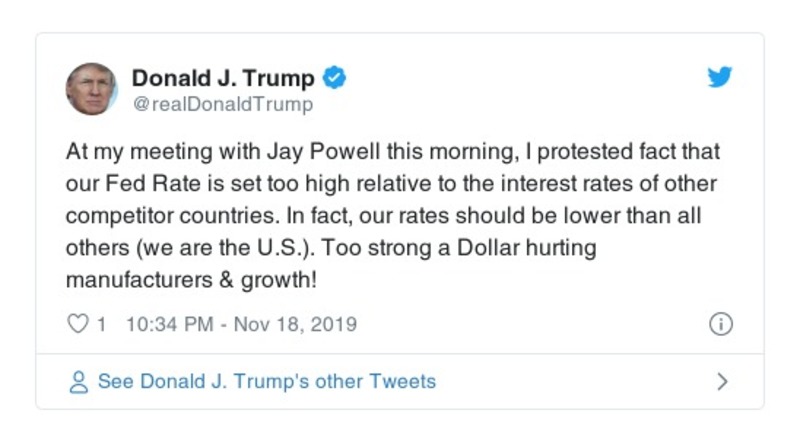 Donald J. Trump
@realDonaldTrump
At my meeting with Jay Powell this morning, I protested fact that
our Fed Rate is set too high relative to the interest rates of other
competitor countries. In fact, our rates should be lower than all
others (we are the U.S.). Too strong a Dollar hurting
manufacturers & growth!
1 10:34 PM - Nov 18, 2019
See Donald J. Trump's other Tweets